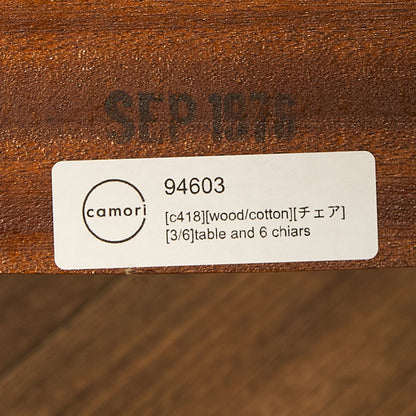 SEP 1976
camori
94603
[c418][wood/cotton][チェア]
[3/6]table and 6 chiars